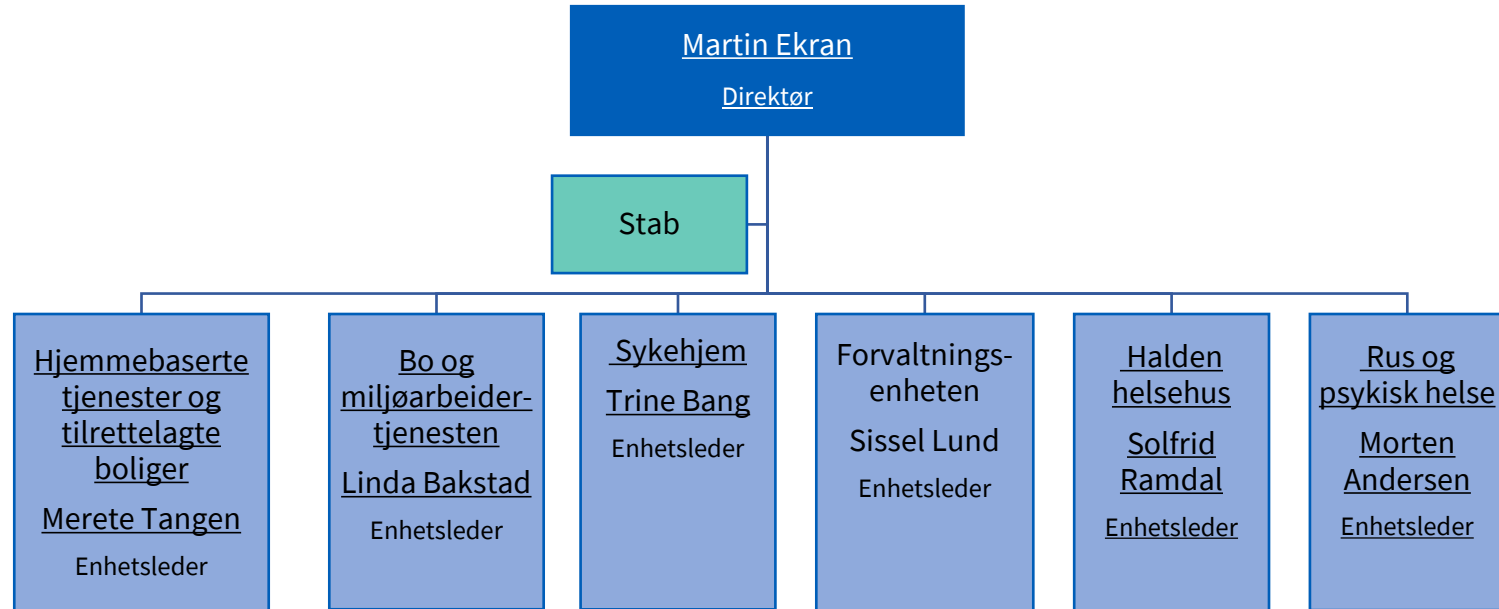 Martin Ekran
Direktør
Stab
Hjemmebaserte
tjenester og
tilrettelagte
boliger
Merete Tangen
Enhetsleder
Bo og
miljøarbeider-
tjenesten
Linda Bakstad
Enhetsleder
Sykehjem
Trine Bang
Enhetsleder
Forvaltnings-
enheten
Sissel Lund
Enhetsleder
Halden
helsehus
Solfrid
Ramdal
Enhetsleder
Rus og
psykisk helse
Morten
Andersen
Enhetsleder